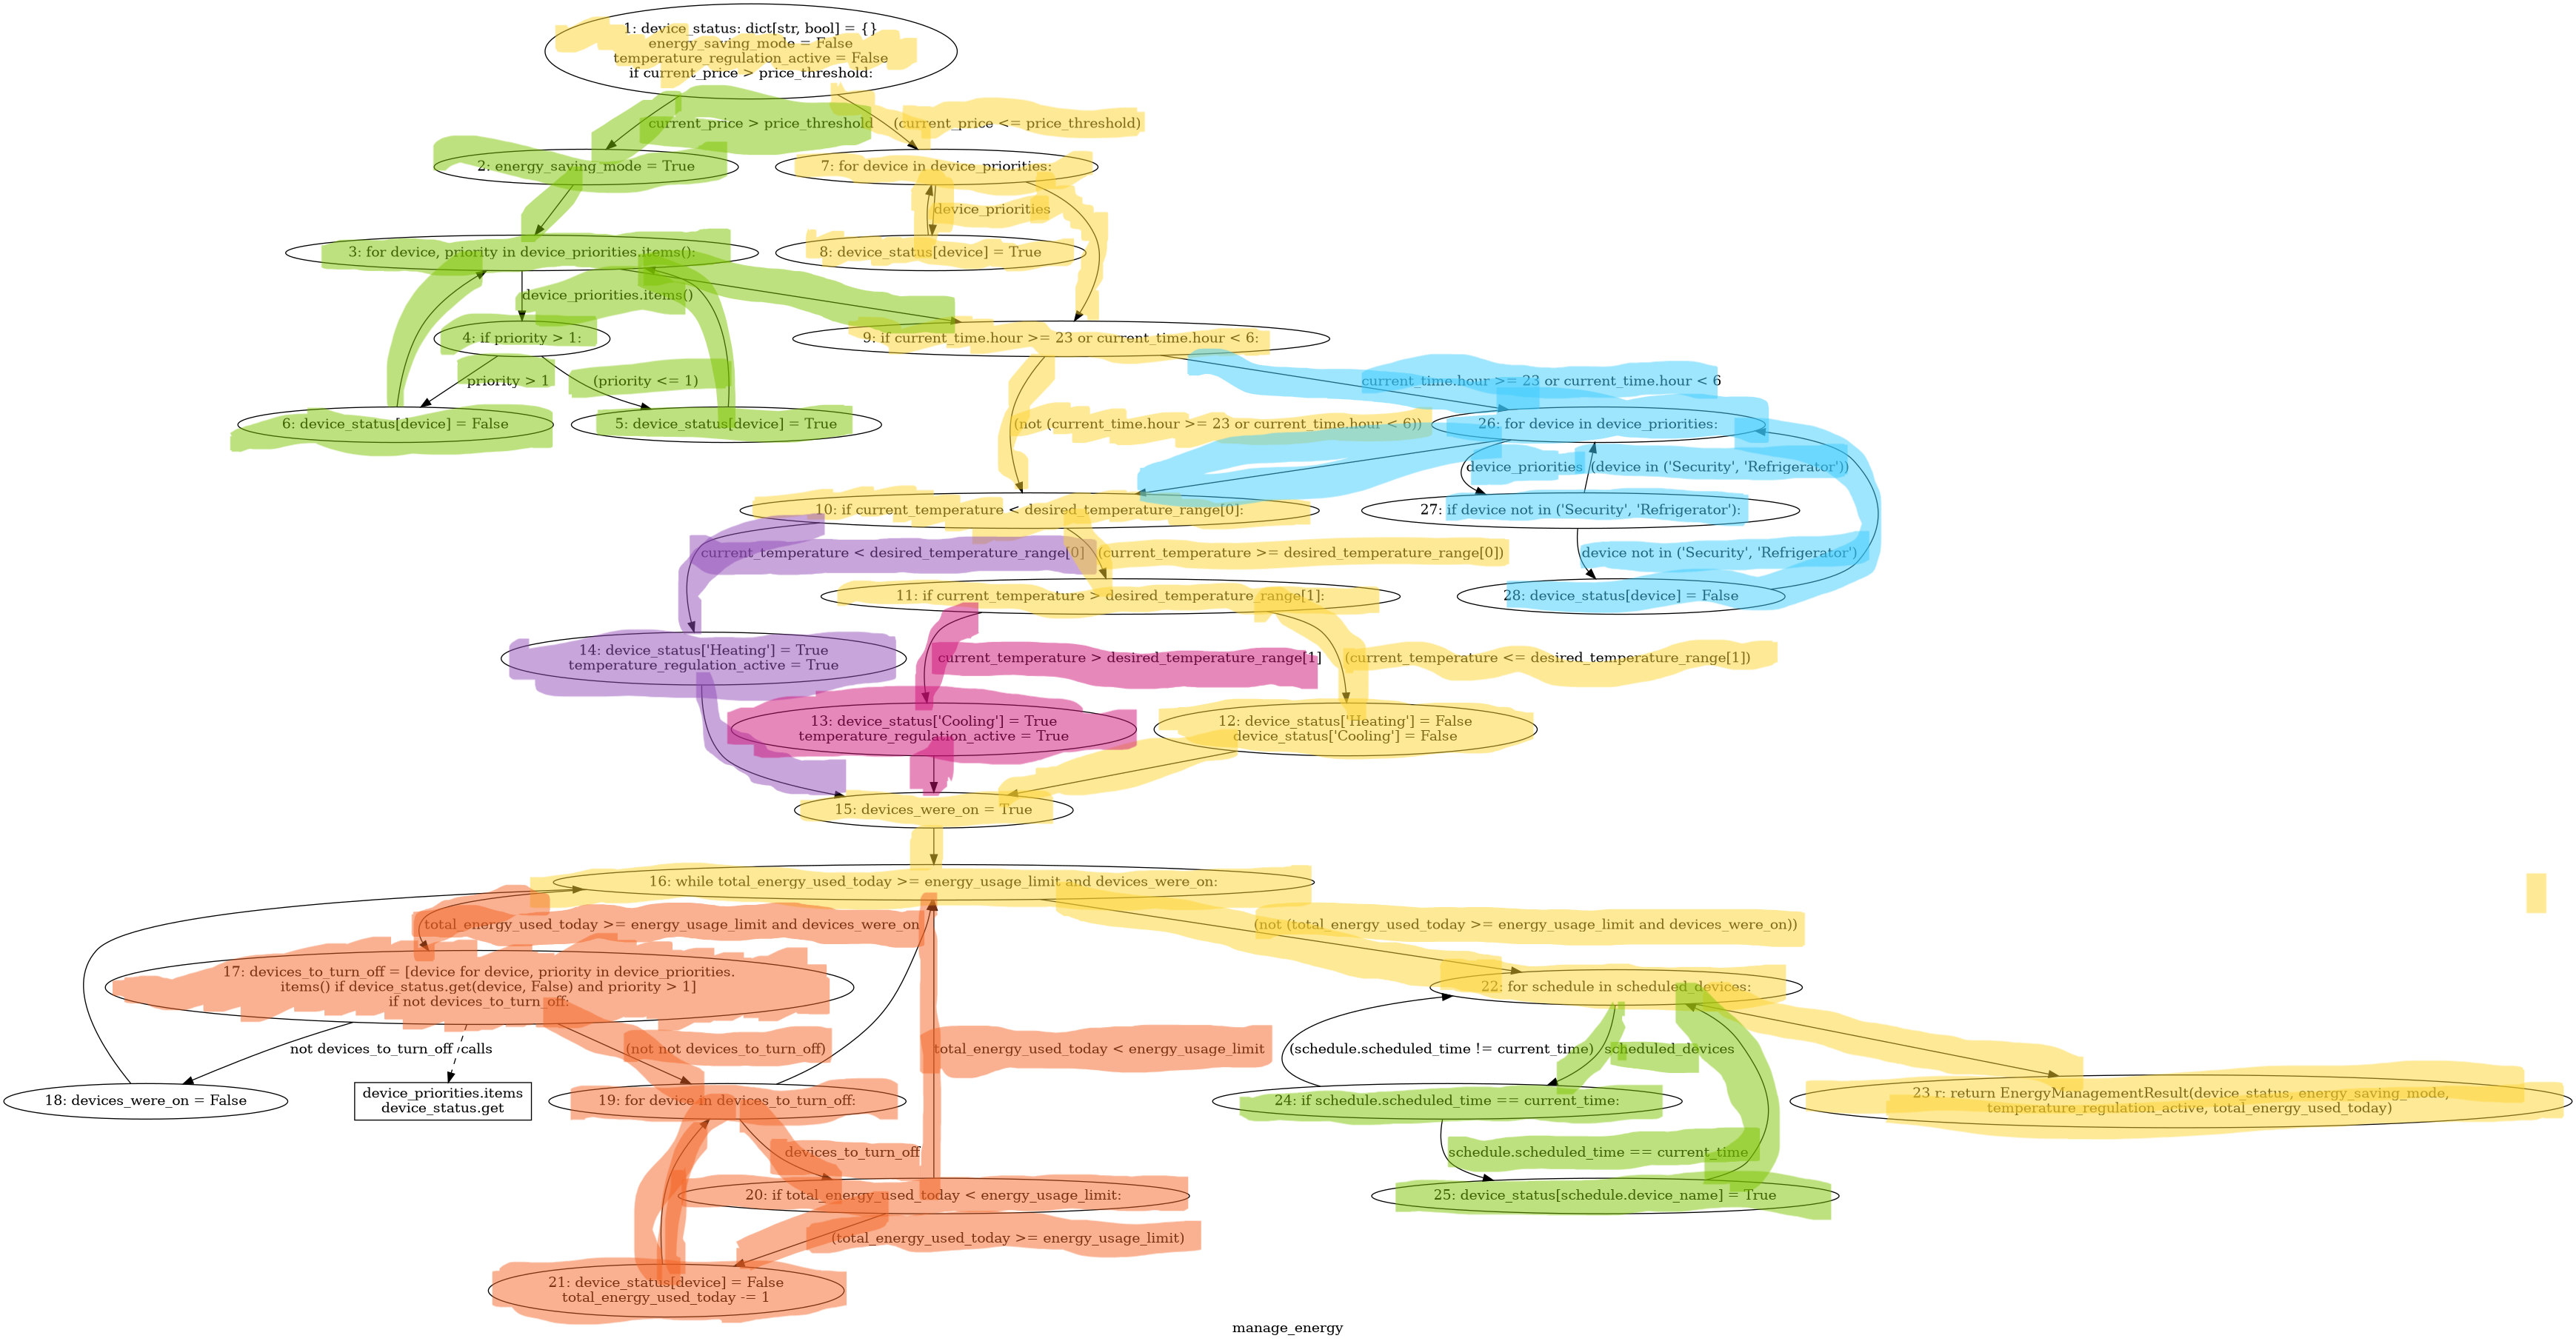 1: device_status: dict[str, bool] = {}
energy_saving_mode = False
temperature_regulation_active = False
if current_price > price_threshold:
current_price > price_threshold
(current_price <= price_threshold)
2: energy_saving_mode = True
7: for device in device_priorities:
device_priorities
3: for device, priority in device_priorities.items():
8: device_status[device] = True
device_priorities.items()
4: if priority > 1:
9: if current_time.hour >= 23 or current_time.hour < 6:
priority > 1
(priority <= 1)
current_time.hour >= 23 or current_time.hour < 6
6: device_status[device] = False
5: device_status[device] = True
(not (current_time.hour >= 23 or current_time.hour < 6))
26: for device in device_priorities:
device_priorities
(device in ('Security', 'Refrigerator'))
10: if current_temperature < desired_temperature_range[0]:
27: if device not in ('Security', 'Refrigerator'):
current_temperature < desired_temperature_range[0]
(current_temperature >= desired_temperature_range[0])
device not in ('Security', 'Refrigerator')
11: if current_temperature > desired_temperature_range[1]:
28: device_status[device] = False
14: device_status['Heating'] = True
temperature_regulation_active = True
current_temperature > desired_temperature_range[1]
(current_temperature <= desired_temperature_range[1])
13: device_status['Cooling'] = True
temperature_regulation_active = True
12: device_status['Heating'] = False
device_status['Cooling'] = False
15: devices_were_on = True
16: while total_energy_used_today >= energy_usage_limit and devices_were_on:
total_energy_used_today >= energy_usage_limit and devices_were_on
(not (total_energy_used_today >= energy_usage_limit and devices_were_on))
17: devices_to_turn_off = [device for device, priority in device_priorities.
items() if device_status.get(device, False) and priority > 1]
if not devices_to_turn_off:
22: for schedule in scheduled_devices:
not devices_to_turn_off
calls
(not not devices_to_turn_off)
total_energy_used_today < energy_usage_limit
(schedule.scheduled_time != current_time)
scheduled_devices
18: devices_were_on = False
device_priorities.items
device_status.get
19: for device in devices_to_turn_off:
24: if schedule.scheduled_time == current_time:
23 r: return EnergyManagementResult(device_status, energy_saving_mode,
temperature_regulation_active, total_energy_used_today)
devices_to_turn_off
schedule.scheduled_time == current_time
20: if total_energy_used_today < energy_usage_limit:
25: device_status[schedule.device_name] = True
(total_energy_used_today >= energy_usage_limit)
21: device_status[device] = False
total_energy_used_today -= 1
manage_energy